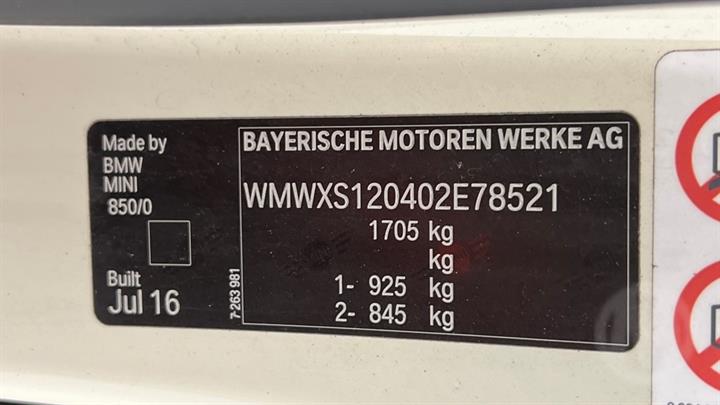 Made by
BMW
MINI
850/0
Built
Jul 16
7-263 981
BAYERISCHE MOTOREN WERKE AG
WMWXS120402E78521
1705 kg
kg
1- 925 kg
2- 845 kg